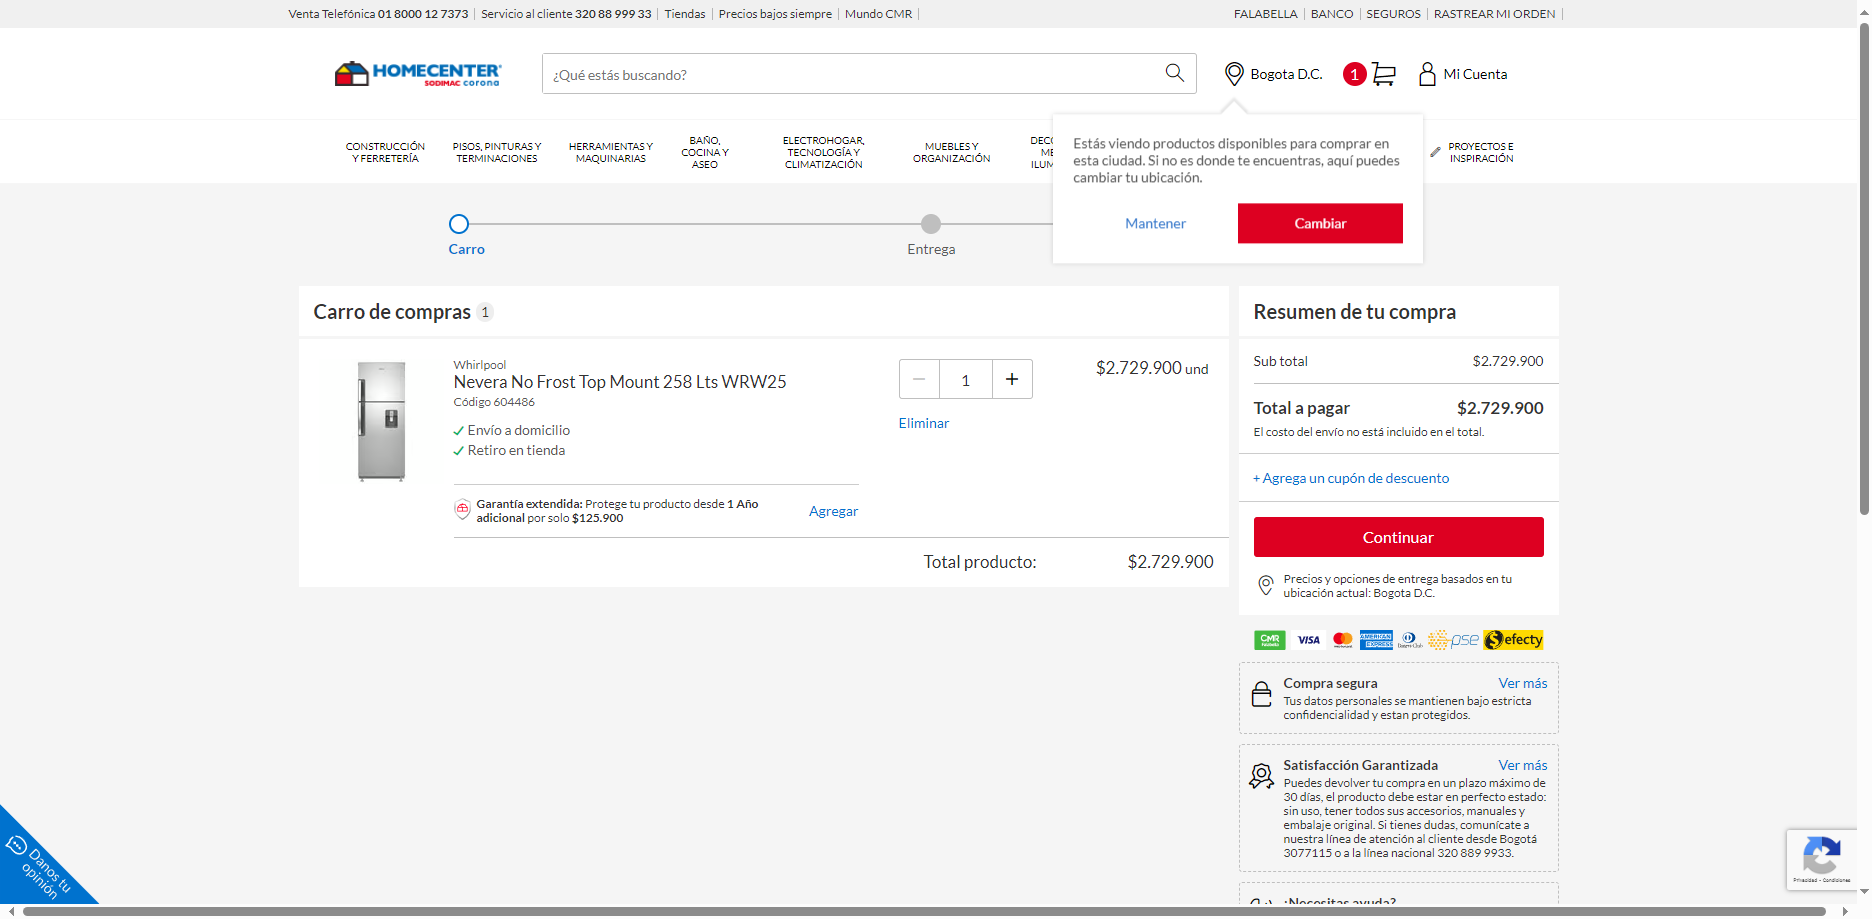 Venta Telefónica 01 8000 12 7373 Servicio al cliente 320 88 999 33 Tiendas Precios bajos siempre Mundo CMR FALABELLA BANCO SEGUROS RASTREAR MI ORDEN
HOMECENTER
SODIMAC corona
¿Qué estás buscando?
Bogota D.C.
1
Mi Cuenta
CONSTRUCCIÓN
Y FERRETERÍA
PISOS, PINTURAS Y
TERMINACIONES
HERRAMIENTAS Y
MAQUINARIAS
BAÑO,
COCINA Y
ASEO
ELECTROHOGAR,
TECNOLOGÍA Y
CLIMATIZACIÓN
MUEBLES Y
ORGANIZACIÓN
PROYECTOS E
INSPIRACIÓN
Estás viendo productos disponibles para comprar en
esta ciudad. Si no es donde te encuentras, aquí puedes
cambiar tu ubicación.
Mantener
Cambiar
Carro
Entrega
Carro de compras 1
Whirlpool
Nevera No Frost Top Mount 258 Lts WRW25
Código 604486
Envío a domicilio
Retiro en tienda
1
Eliminar
$2.729.900 und
Garantía extendida: Protege tu producto desde 1 Año
adicional por solo $125.900
Agregar
Total producto: $2.729.900
Resumen de tu compra
Sub total $2.729.900
Total a pagar $2.729.900
El costo del envío no está incluido en el total.
+ Agrega un cupón de descuento
Continuar
Precios y opciones de entrega basados en tu
ubicación actual: Bogota D.C.
CMR
VISA
AMERICAN
EXPRESS
pse
efecty
Compra segura Ver más
Tus datos personales se mantienen bajo estricta
confidencialidad y estan protegidos.
Satisfacción Garantizada Ver más
Puedes devolver tu compra en un plazo máximo de
30 días, el producto debe estar en perfecto estado:
sin uso, tener todos sus accesorios, manuales y
embalaje original. Si tienes dudas, comunícate a
nuestra línea de atención al cliente desde Bogotá
3077115 o a la línea nacional 320 889 9933.
¿Necesitas ayuda?
Danos tu
opinión
Privacidad - Condiciones